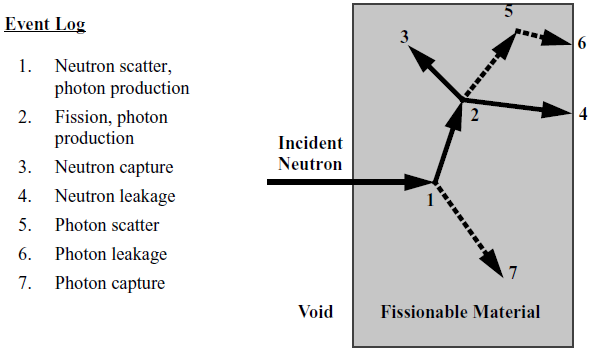 Event Log
1. Neutron scatter,
photon production
2. Fission, photon
production
3. Neutron capture
4. Neutron leakage
5. Photon scatter
6. Photon leakage
7. Photon capture
5
3
6
2
4
Incident
Neutron
1
7
Void
Fissionable Material